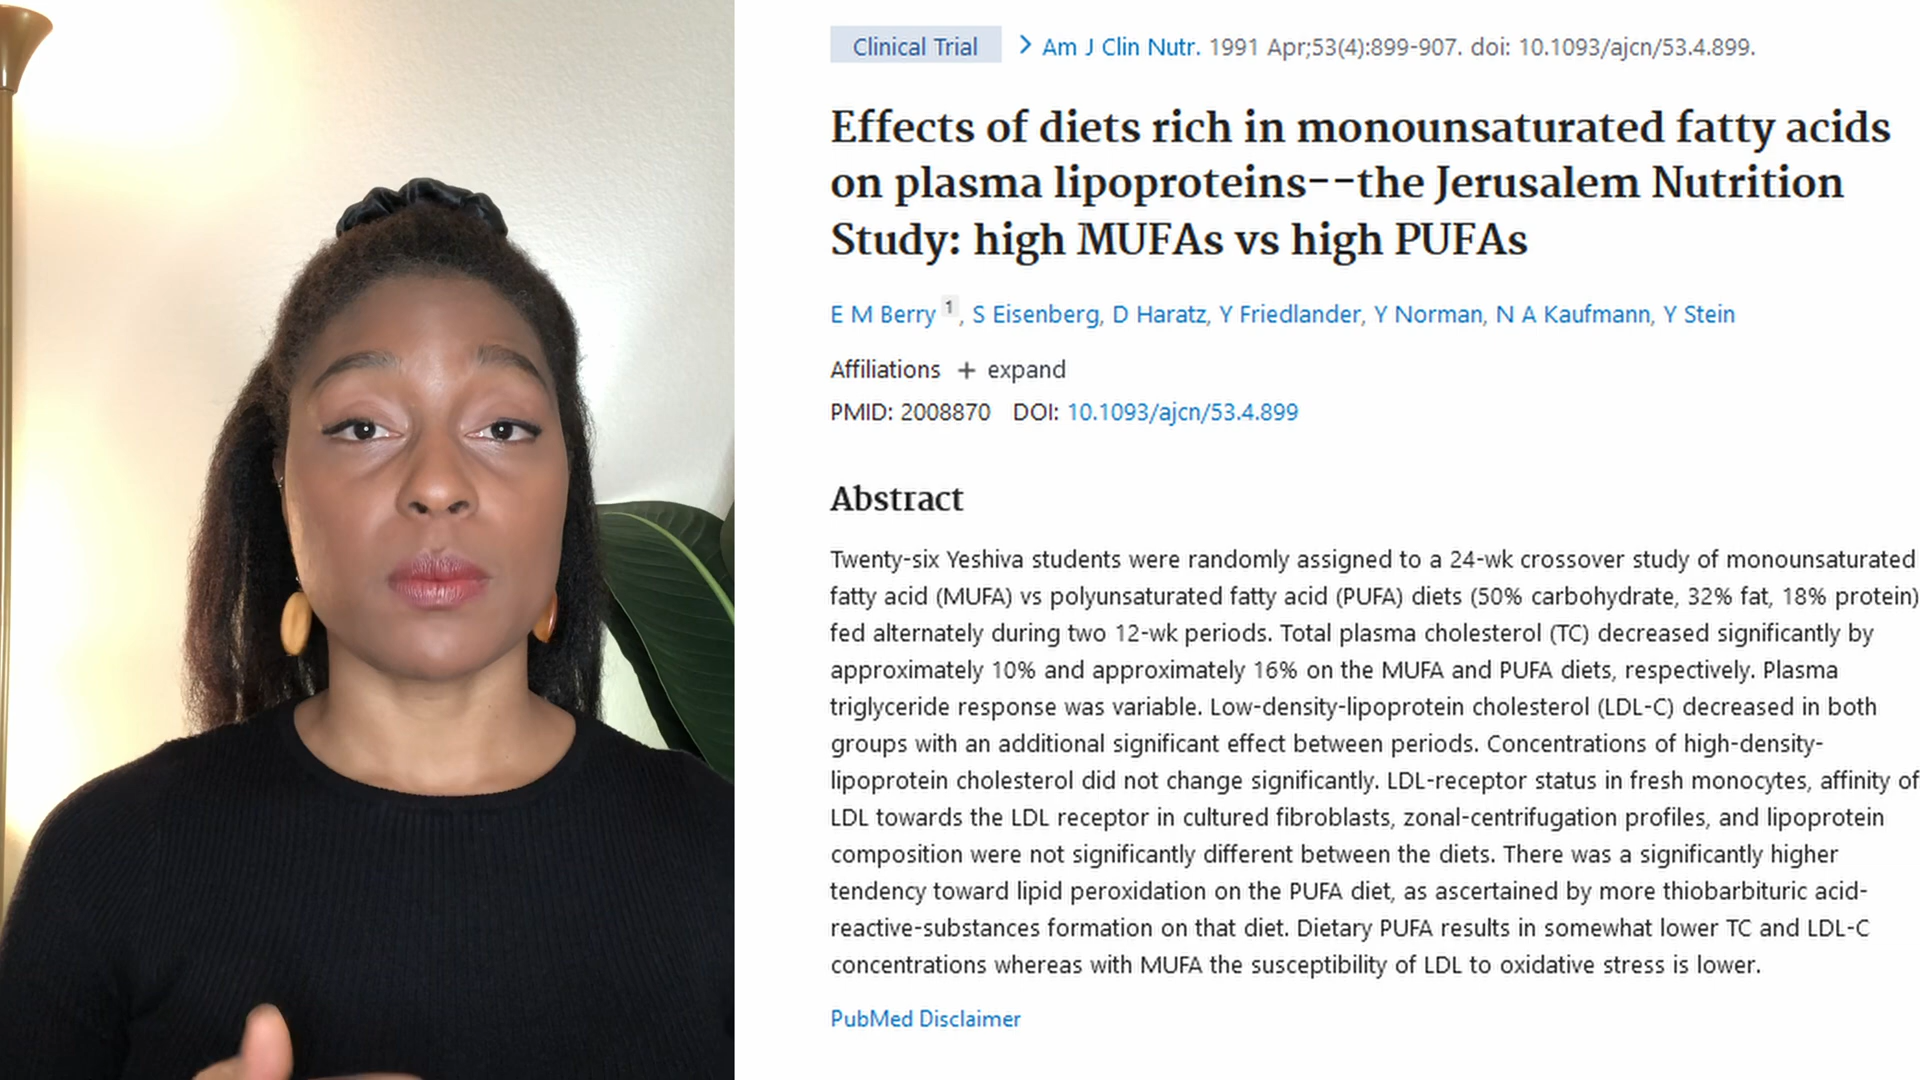 Clinical Trial > Am J Clin Nutr. 1991 Apr;53(4):899-907. doi: 10.1093/ajcn/53.4.899.
Effects of diets rich in monounsaturated fatty acids
on plasma lipoproteins--the Jerusalem Nutrition
Study: high MUFAs vs high PUFAs
E M Berry 1, S Eisenberg, D Haratz, Y Friedlander, Y Norman, N A Kaufmann, Y Stein
Affiliations + expand
PMID: 2008870 DOI: 10.1093/ajcn/53.4.899
Abstract
Twenty-six Yeshiva students were randomly assigned to a 24-wk crossover study of monounsaturated
fatty acid (MUFA) vs polyunsaturated fatty acid (PUFA) diets (50% carbohydrate, 32% fat, 18% protein)
fed alternately during two 12-wk periods. Total plasma cholesterol (TC) decreased significantly by
approximately 10% and approximately 16% on the MUFA and PUFA diets, respectively. Plasma
triglyceride response was variable. Low-density-lipoprotein cholesterol (LDL-C) decreased in both
groups with an additional significant effect between periods. Concentrations of high-density-
lipoprotein cholesterol did not change significantly. LDL-receptor status in fresh monocytes, affinity of
LDL towards the LDL receptor in cultured fibroblasts, zonal-centrifugation profiles, and lipoprotein
composition were not significantly different between the diets. There was a significantly higher
tendency toward lipid peroxidation on the PUFA diet, as ascertained by more thiobarbituric acid-
reactive-substances formation on that diet. Dietary PUFA results in somewhat lower TC and LDL-C
concentrations whereas with MUFA the susceptibility of LDL to oxidative stress is lower.
PubMed Disclaimer